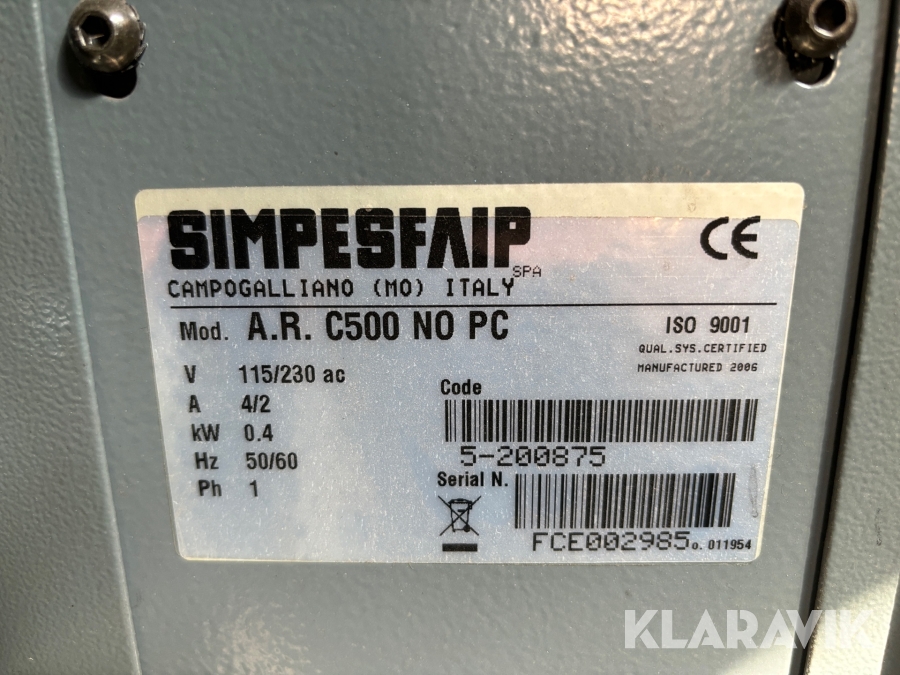 SIMPESFAIP SPA
CE
CAMPOGALLIANO (MO) ITALY
Mod. A.R. C500 NO PC
ISO 9001
QUAL.SYS.CERTIFIED
MANUFACTURED 2006
V 115/230 ac
A 4/2
kW 0.4
Hz 50/60
Ph 1
Code
5-200875
Serial N.
FCE002985 o. 011954
KLARAVIK